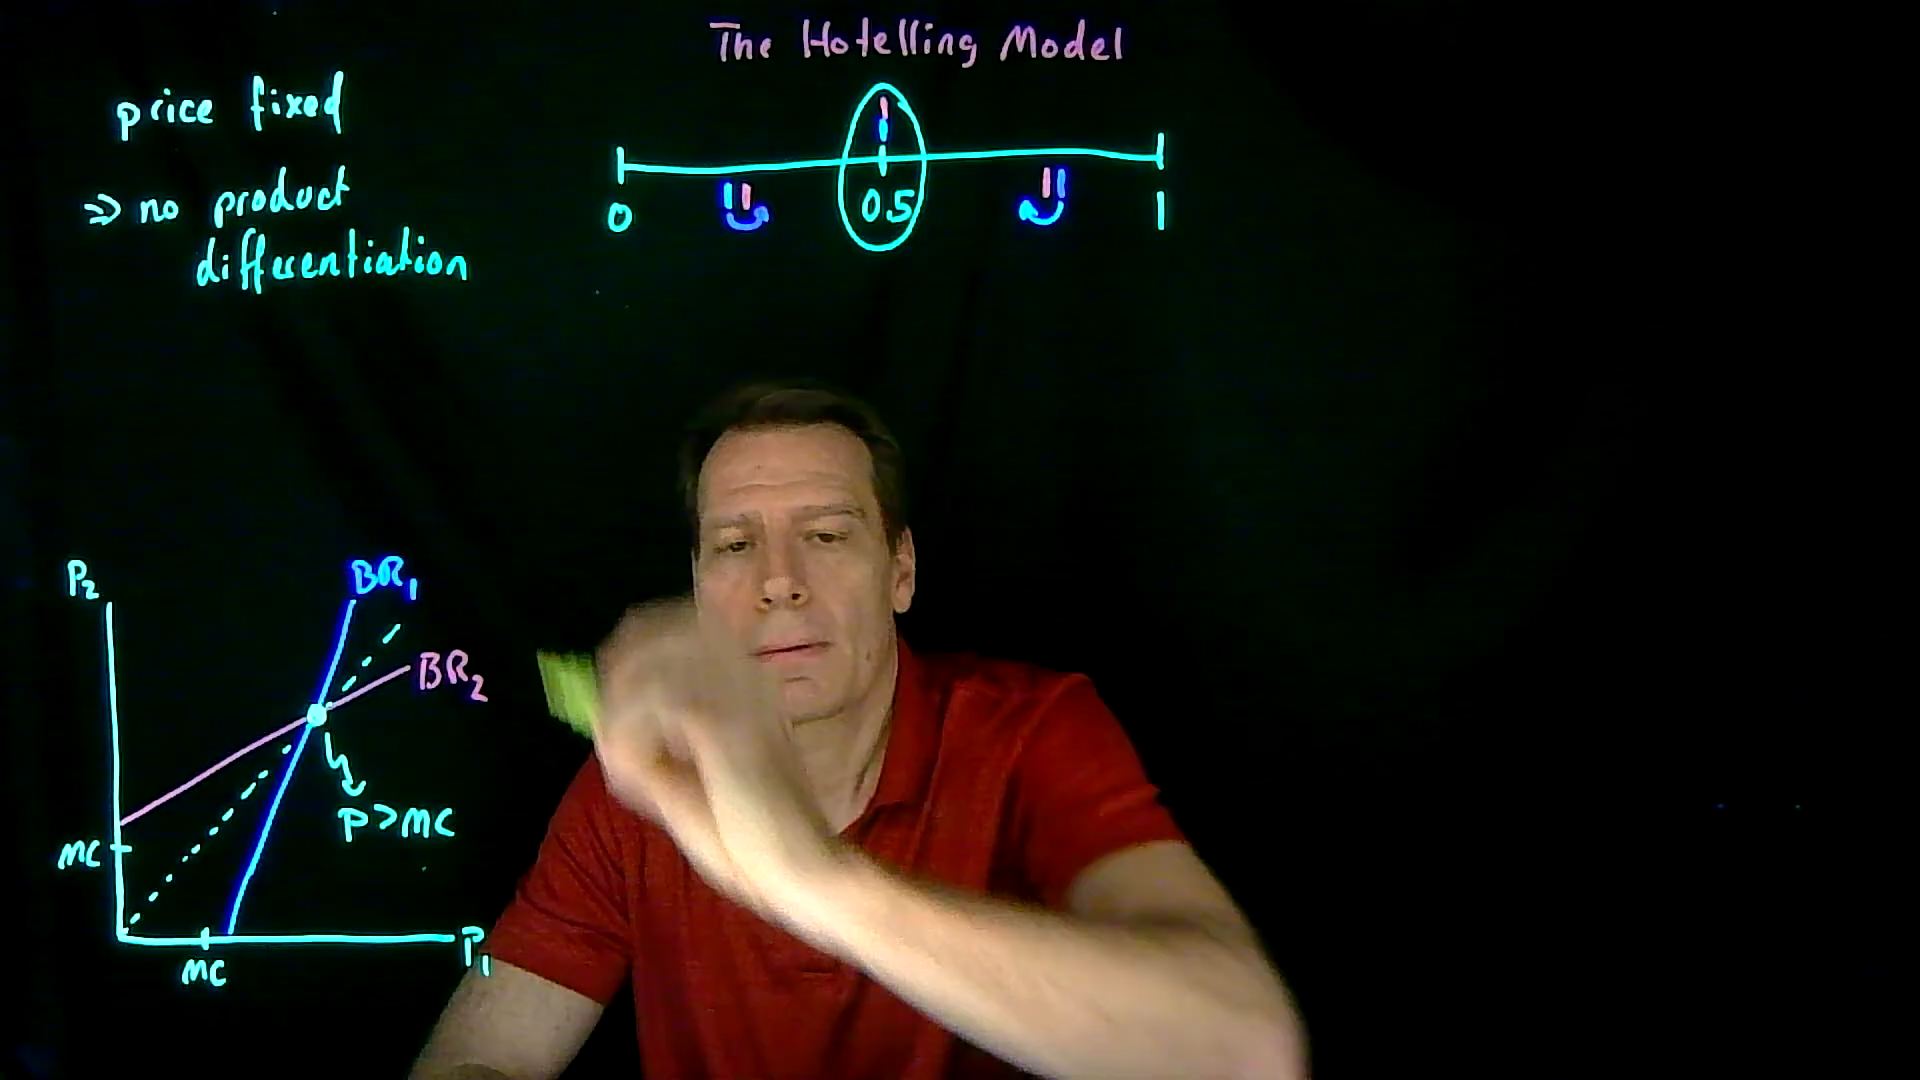 The Hotelling Model
price fixed
⇒ no product
differentiation
0 0.5 1
P₂
BR₁
BR₂
P>MC
MC
MC
P₁